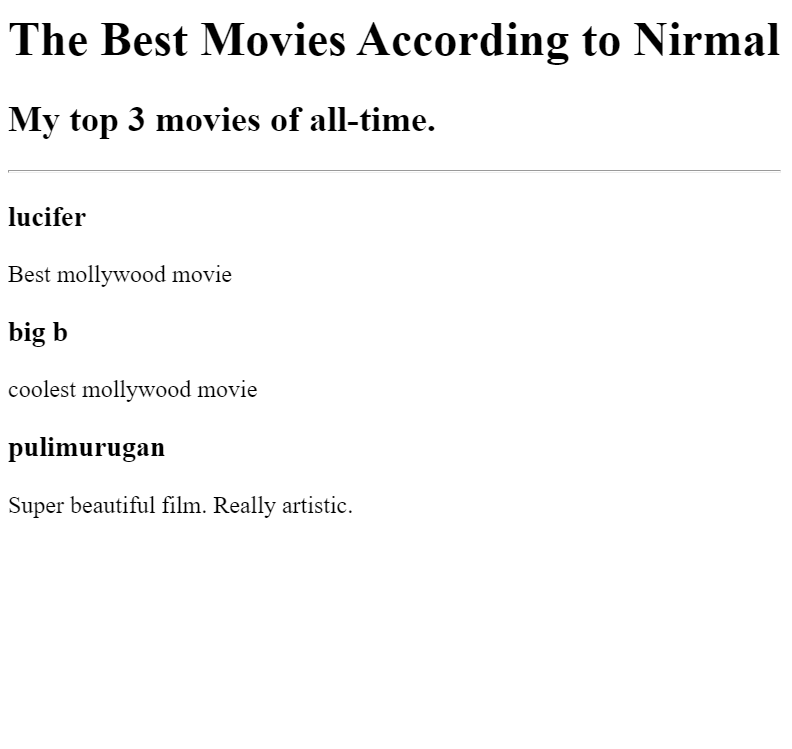 The Best Movies According to Nirmal
My top 3 movies of all-time.
lucifer
Best mollywood movie
big b
coolest mollywood movie
pulimurugan
Super beautiful film. Really artistic.